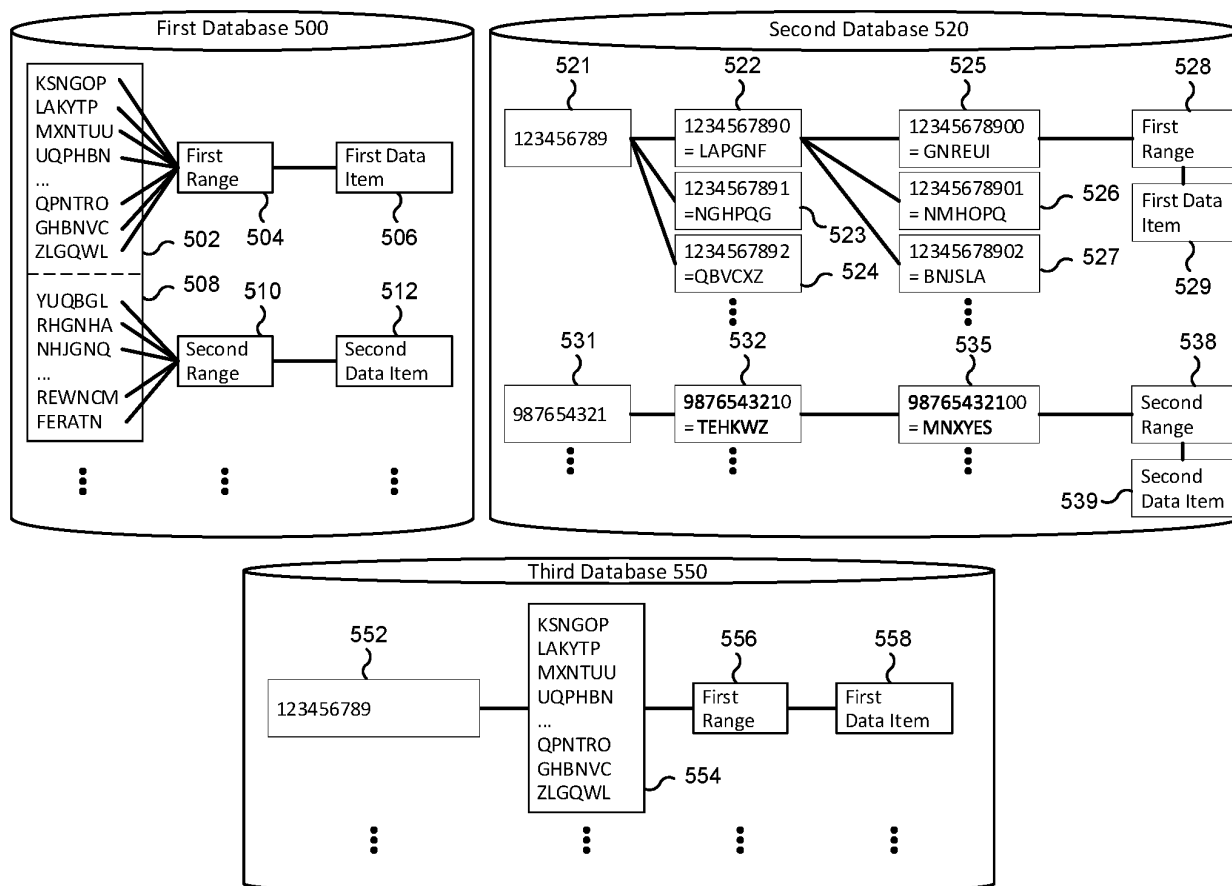 First Database 500
KSNGOP
LAKYTP
MXNTUU
UQPHBN
...
QPNTRO
GHBNVC
ZLGQWL
First
Range
First Data
Item
504
506
502
508
YUQBGL
RHGNHA
NHJGNQ
...
REWNCM
FERATN
510
512
Second
Range
Second
Data Item
Second Database 520
521
522
525
528
123456789
1234567890
= LAPGNF
12345678900
=GNREUI
First
Range
1234567891
=NGHPQG
523
12345678901
=NMHOPQ
526
First Data
Item
1234567892
=QBVCXZ
524
12345678902
=BNJSLA
527
529
531
532
535
538
987654321
9876543210
= TEHKWZ
98765432100
= MNXYES
Second
Range
539
Second
Data Item
Third Database 550
552
123456789
KSNGOP
LAKYTP
MXNTUU
UQPHBN
...
QPNTRO
GHBNVC
ZLGQWL
554
556
First
Range
558
First
Data Item